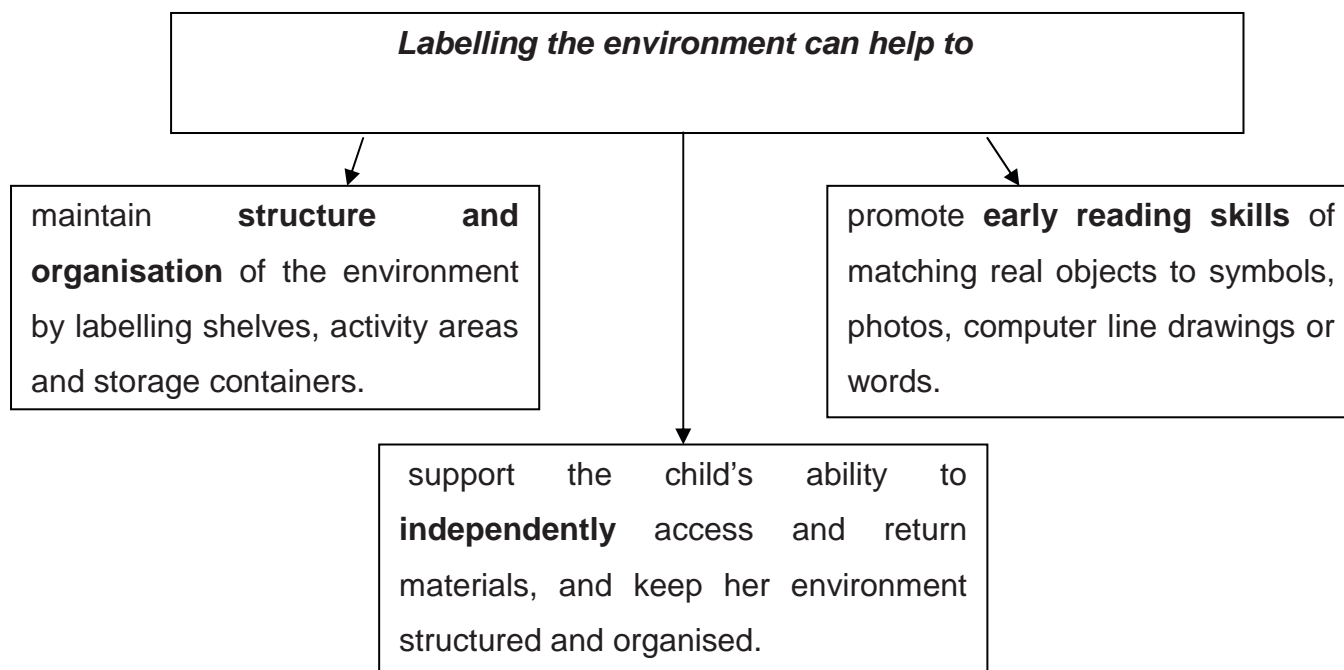 Labelling the environment can help to
maintain structure and
organisation of the environment
by labelling shelves, activity areas
and storage containers.
promote early reading skills of
matching real objects to symbols,
photos, computer line drawings or
words.
support the child’s ability to
independently access and return
materials, and keep her environment
structured and organised.